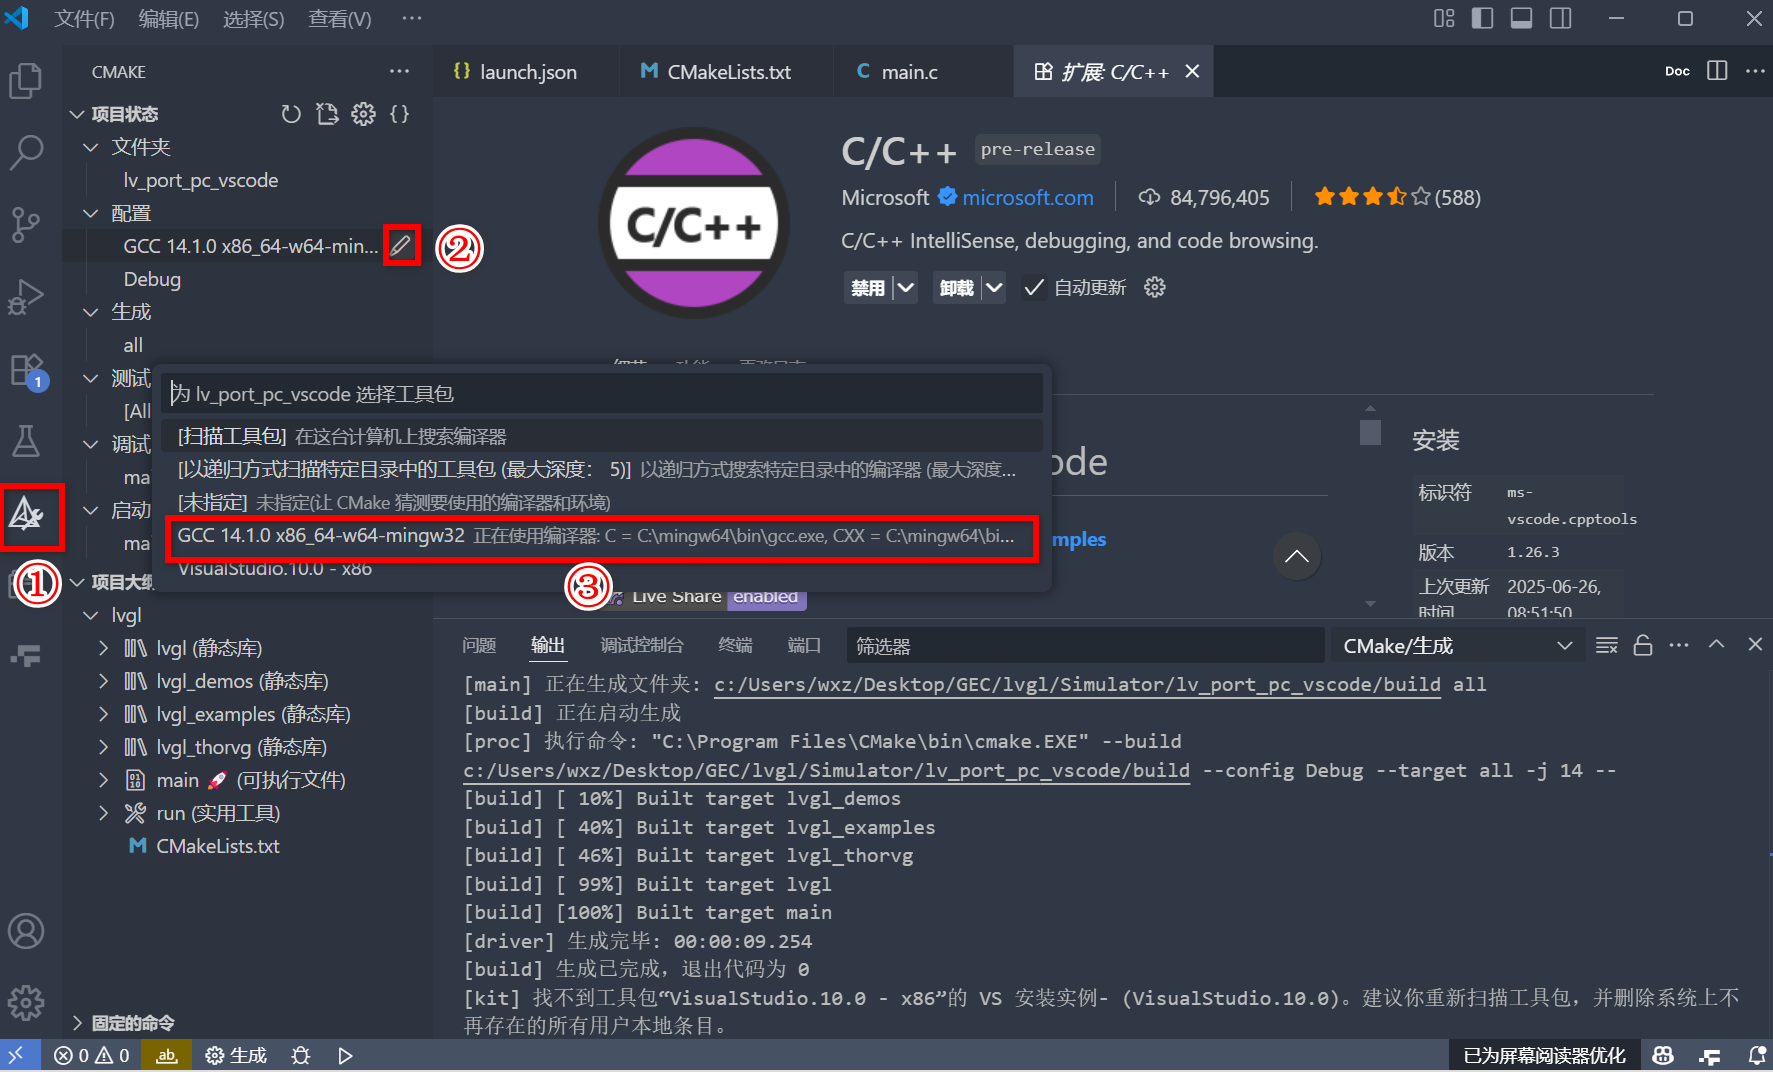 文件(F) 编辑(E) 选择(S) 查看(V) ···
CMAKE
项目状态
文件夹
lv_port_pc_vscode
配置
GCC 14.1.0 x86_64-w64-min...
②
Debug
生成
all
测试
[All
调试
ma
启动
ma
①
项目大纲
lvgl
lvgl (静态库)
lvgl_demos (静态库)
lvgl_examples (静态库)
lvgl_thorvg (静态库)
main 🚀 (可执行文件)
run (实用工具)
CMakeLists.txt
固定的命令
1
launch.json
CMakeLists.txt
main.c
扩展: C/C++
Doc
C/C++
C/C++ pre-release
Microsoft microsoft.com 84,796,405 (588)
C/C++ IntelliSense, debugging, and code browsing.
禁用 卸载 自动更新
细节 功能 更改日志
为 lv_port_pc_vscode 选择工具包
[扫描工具包] 在这台计算机上搜索编译器
[以递归方式扫描特定目录中的工具包 (最大深度： 5)] 以递归方式搜索特定目录中的编译器 (最大深度...
[未指定] 未指定(让 CMake 猜测要使用的编译器和环境)
GCC 14.1.0 x86_64-w64-mingw32 正在使用编译器: C = C:\mingw64\bin\gcc.exe, CXX = C:\mingw64\bi...
VisualStudio.10.0 - x86
③
ode
mples
Live Share enabled
安装
标识符 ms-vscode.cpptools
版本 1.26.3
上次更新时间 2025-06-26, 08:51:50
问题 输出 调试控制台 终端 端口 筛选器 CMake/生成
[main] 正在生成文件夹: c:/Users/wxz/Desktop/GEC/lvgl/Simulator/lv_port_pc_vscode/build all
[build] 正在启动生成
[proc] 执行命令: "C:\Program Files\CMake\bin\cmake.EXE" --build
c:/Users/wxz/Desktop/GEC/lvgl/Simulator/lv_port_pc_vscode/build --config Debug --target all -j 14 --
[build] [ 10%] Built target lvgl_demos
[build] [ 40%] Built target lvgl_examples
[build] [ 46%] Built target lvgl_thorvg
[build] [ 99%] Built target lvgl
[build] [100%] Built target main
[driver] 生成完毕: 00:00:09.254
[build] 生成已完成，退出代码为 0
[kit] 找不到工具包“VisualStudio.10.0 - x86”的 VS 安装实例- (VisualStudio.10.0)。建议你重新扫描工具包，并删除系统上不
再存在的所有用户本地条目。
0 0 ab 生成 已为屏幕阅读器优化